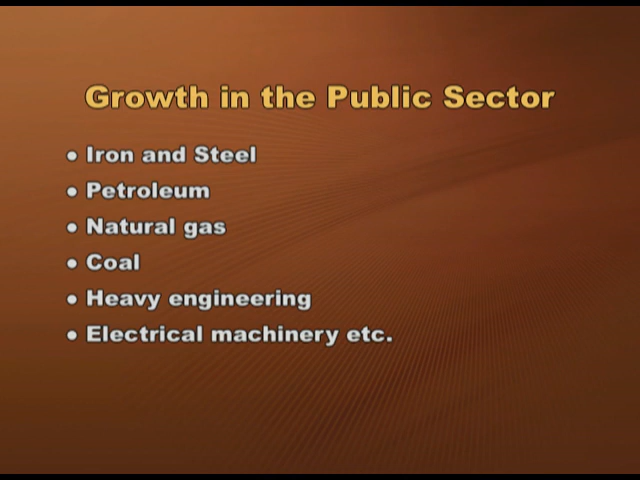 Growth in the Public Sector
• Iron and Steel
• Petroleum
• Natural gas
• Coal
• Heavy engineering
• Electrical machinery etc.